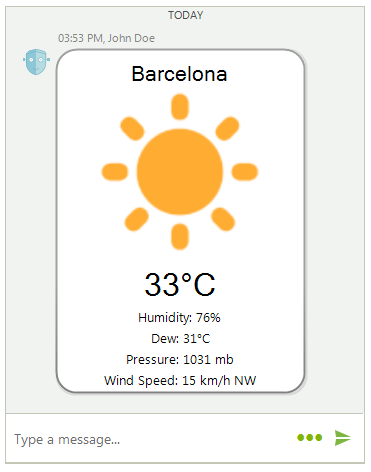 TODAY
03:53 PM, John Doe
Barcelona
33°C
Humidity: 76%
Dew: 31°C
Pressure: 1031 mb
Wind Speed: 15 km/h NW
Type a message...